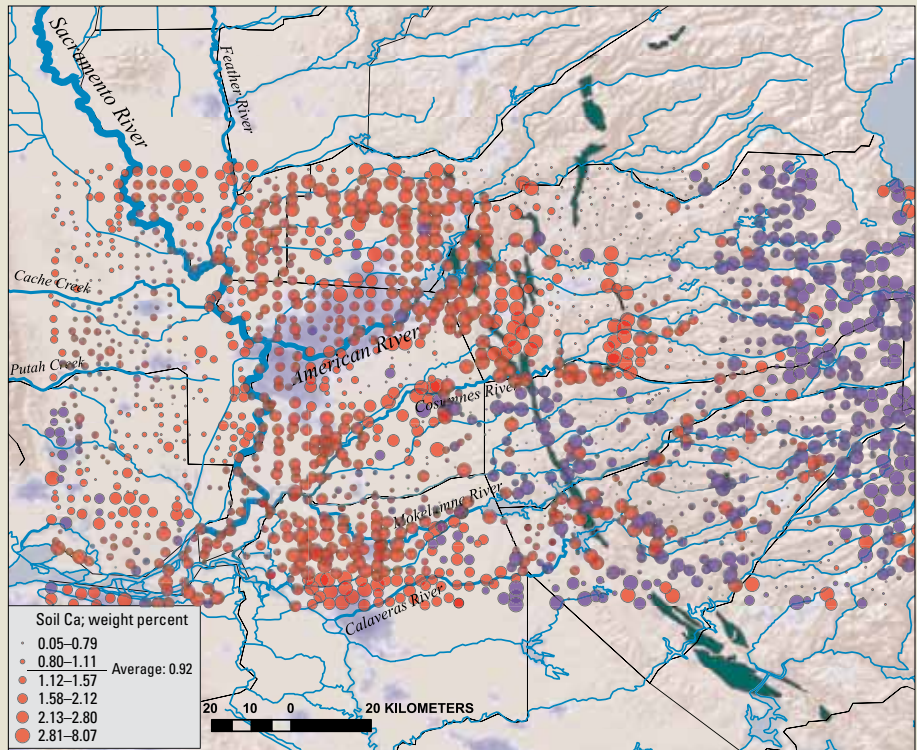 Sacramento River
Feather River
Cache Creek
Putah Creek
American River
Cosumnes River
Mokelumne River
Calaveras River
Soil Ca; weight percent
0.05–0.79
0.80–1.11
Average: 0.92
1.12–1.57
1.58–2.12
2.13–2.80
2.81–8.07
20 10 0 20 KILOMETERS